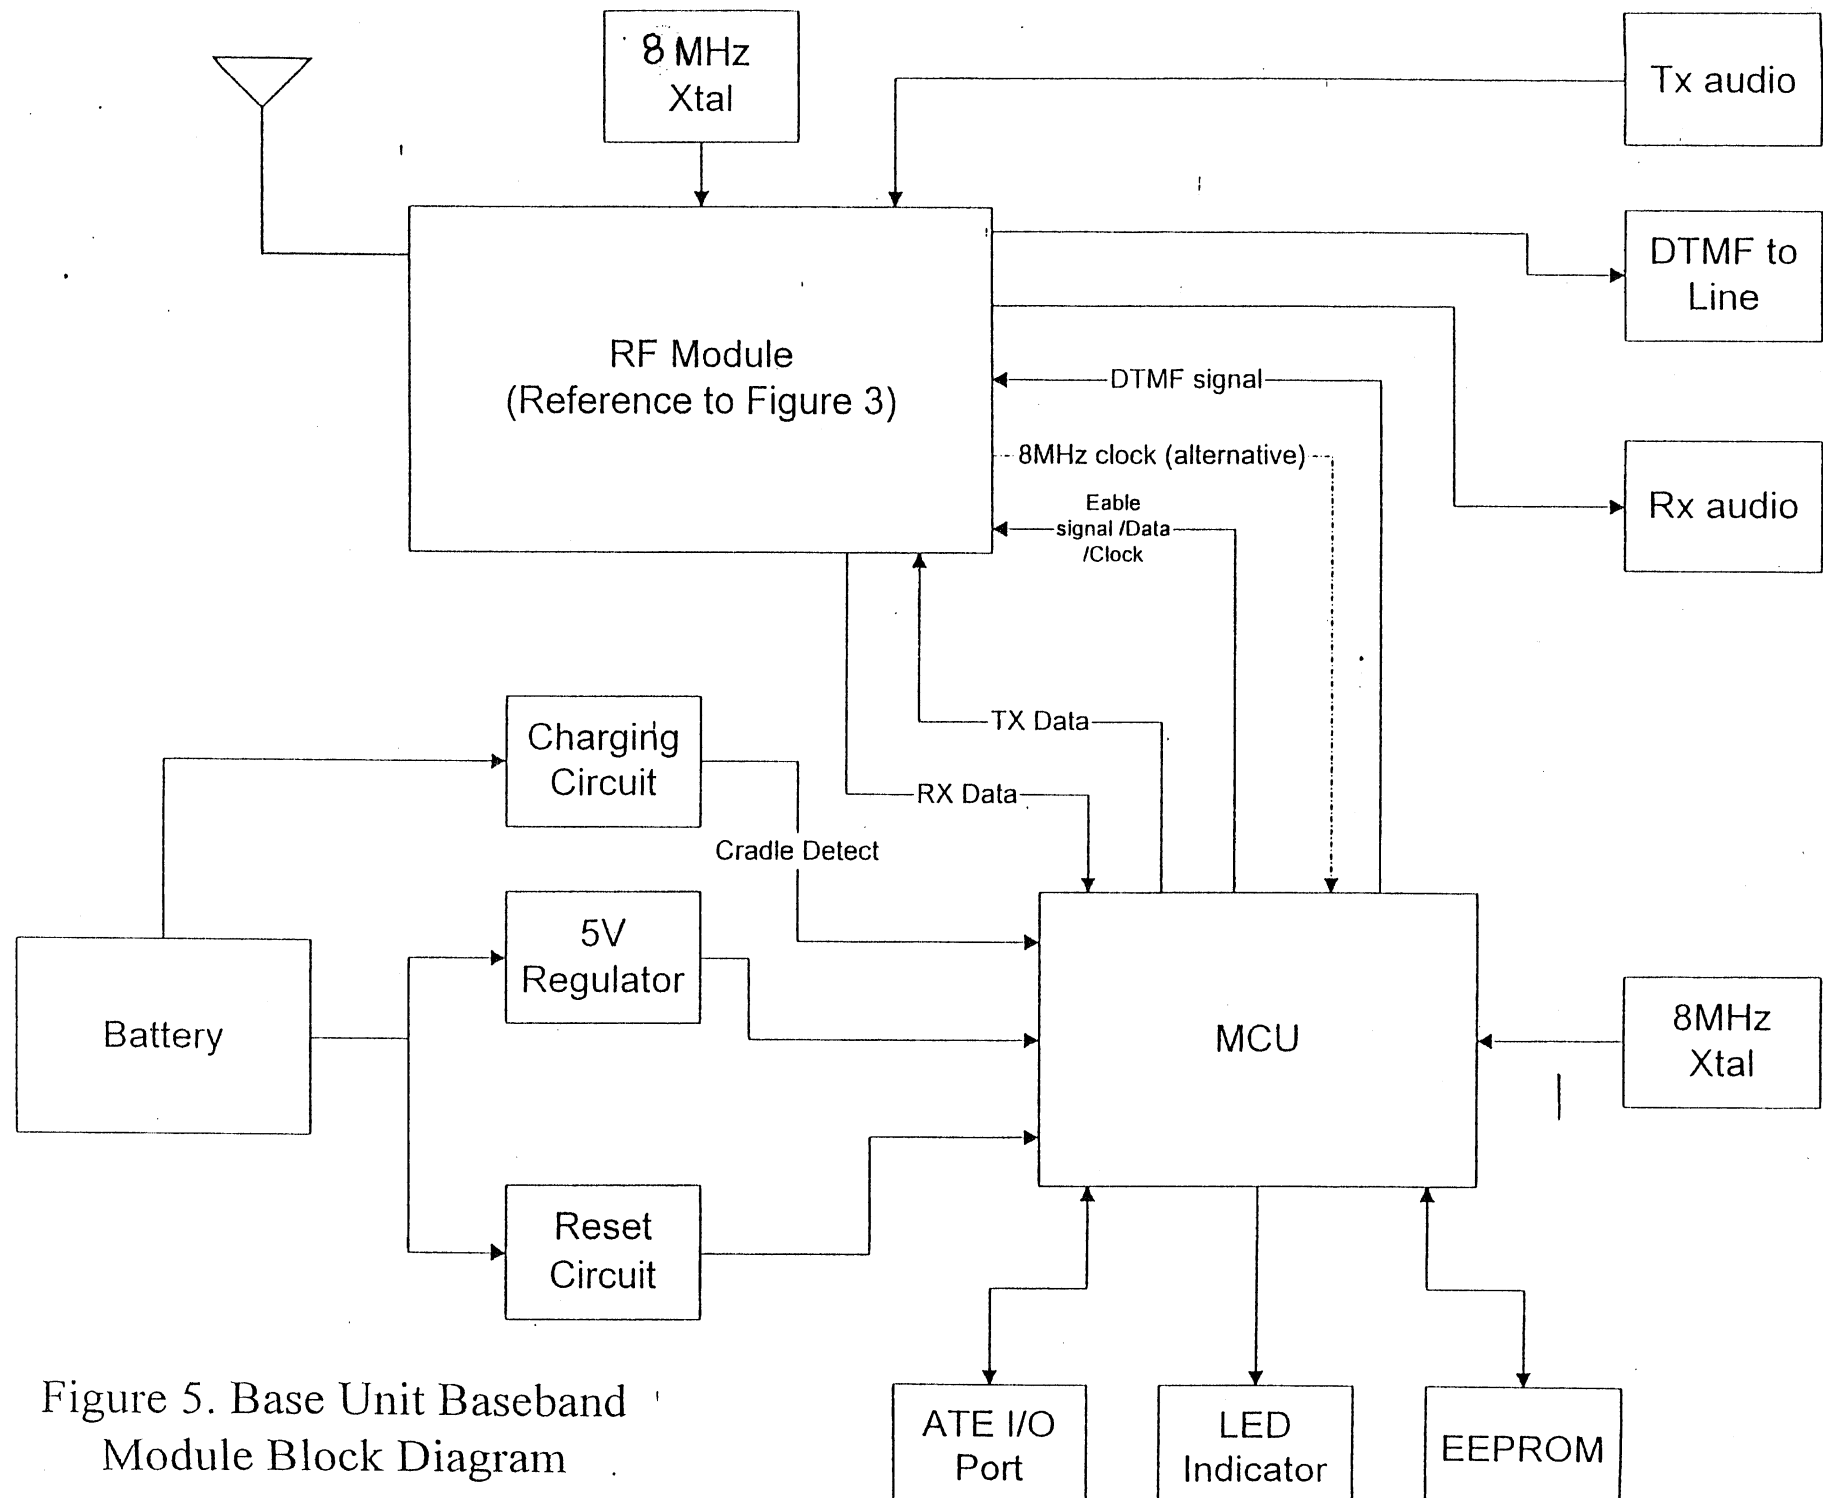 8 MHz
Xtal
Tx audio
DTMF to
Line
RF Module
(Reference to Figure 3)
DTMF signal
8MHz clock (alternative)
Eable
signal /Data
/Clock
Rx audio
TX Data
RX Data
Charging
Circuit
Cradle Detect
5V
Regulator
Battery
MCU
8MHz
Xtal
Reset
Circuit
Figure 5. Base Unit Baseband
Module Block Diagram
ATE I/O
Port
LED
Indicator
EEPROM